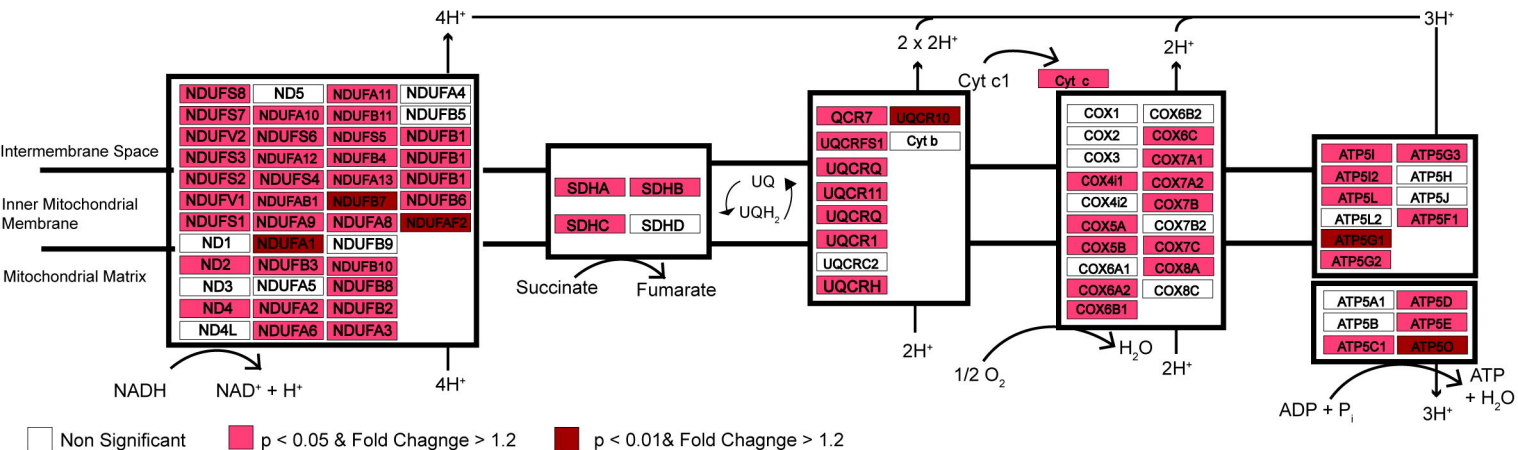 4H⁺
3H⁺
2 x 2H⁺
2H⁺
Cyt c1
Cyt c
NDUFS8 ND5 NDUFA11 NDUFA4
NDUFS7 NDUFA10 NDUFB11 NDUFB5
NDUFV2 NDUFS6 NDUFS5 NDUFB1
NDUFS3 NDUFA12 NDUFB4 NDUFB1
NDUFS2 NDUFS4 NDUFA13 NDUFB1
NDUFV1 NDUFAB1 NDUFB7 NDUFB6
NDUFS1 NDUFA9 NDUFA8 NDUFAF2
ND1 NDUFA1 NDUFB9
ND2 NDUFB3 NDUFB10
ND3 NDUFA5 NDUFB8
ND4 NDUFA2 NDUFB2
ND4L NDUFA6 NDUFA3
Intermembrane Space
Inner Mitochondrial
Membrane
Mitochondrial Matrix
NADH
NAD⁺ + H⁺
4H⁺
SDHA SDHB
SDHC SDHD
Succinate
Fumarate
UQ
UQH₂
QCR7 UQCR10
UQCRFS1 Cyt b
UQCRQ
UQCR11
UQCRQ
UQCR1
UQCRC2
UQCRH
2H⁺
COX1 COX6B2
COX2 COX6C
COX3 COX7A1
COX4i1 COX7A2
COX4i2 COX7B
COX5A COX7B2
COX5B COX7C
COX6A1 COX8A
COX6A2 COX8C
COX6B1
1/2 O₂
H₂O
2H⁺
ATP5I ATP5G3
ATP5I2 ATP5H
ATP5L ATP5J
ATP5L2 ATP5F1
ATP5G1
ATP5G2
ATP5A1 ATP5D
ATP5B ATP5E
ATP5C1 ATP5O
ADP + Pᵢ
ATP
+ H₂O
3H⁺
Non Significant
p < 0.05 & Fold Chagnge > 1.2
p < 0.01& Fold Chagnge > 1.2